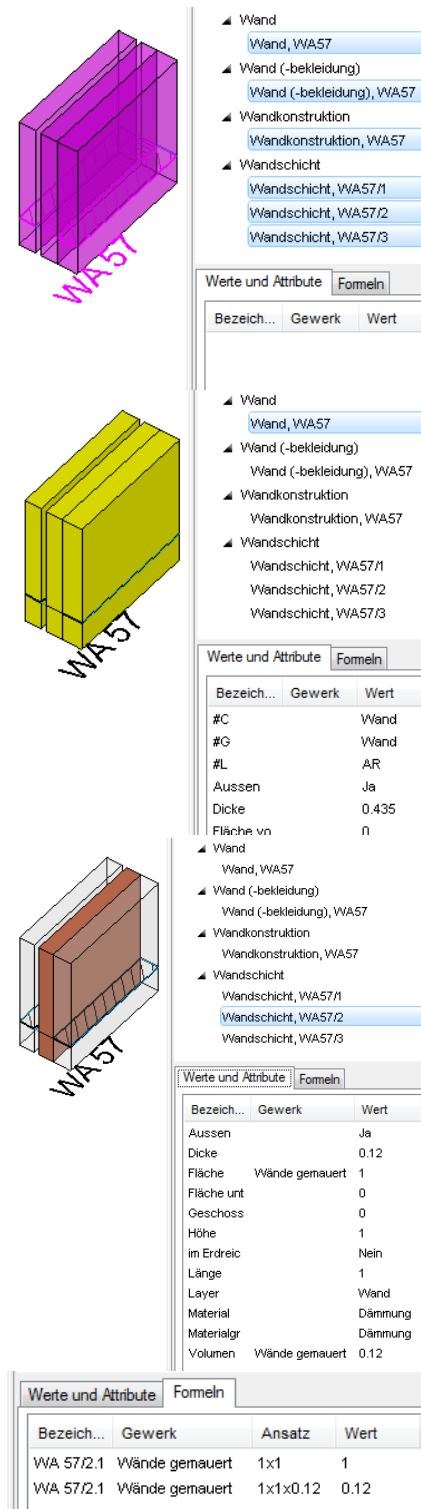 Wand
Wand, WA57
Wand (-bekleidung)
Wand (-bekleidung), WA57
Wandkonstruktion
Wandkonstruktion, WA57
Wandschicht
Wandschicht, WA57/1
Wandschicht, WA57/2
Wandschicht, WA57/3
WA 57
Werte und Attribute Formeln
Bezeich... Gewerk Wert
Wand
Wand, WA57
Wand (-bekleidung)
Wand (-bekleidung), WA57
Wandkonstruktion
Wandkonstruktion, WA57
Wandschicht
Wandschicht, WA57/1
Wandschicht, WA57/2
Wandschicht, WA57/3
WA 57
Werte und Attribute Formeln
Bezeich... Gewerk Wert
#C Wand
#G Wand
#L AR
Aussen Ja
Dicke 0.435
Fläche vo 0
Wand
Wand, WA57
Wand (-bekleidung)
Wand (-bekleidung), WA57
Wandkonstruktion
Wandkonstruktion, WA57
Wandschicht
Wandschicht, WA57/1
Wandschicht, WA57/2
Wandschicht, WA57/3
WA 57
Werte und Attribute Formeln
Bezeich... Gewerk Wert
Aussen Ja
Dicke 0.12
Fläche Wände gemauert 1
Fläche unt 0
Geschoss 0
Höhe 1
im Erdreic Nein
Länge 1
Layer Wand
Material Dämmung
Materialgr Dämmung
Volumen Wände gemauert 0.12
Werte und Attribute Formeln
Bezeich... Gewerk Ansatz Wert
WA 57/2.1 Wände gemauert 1x1 1
WA 57/2.1 Wände gemauert 1x1x0.12 0.12